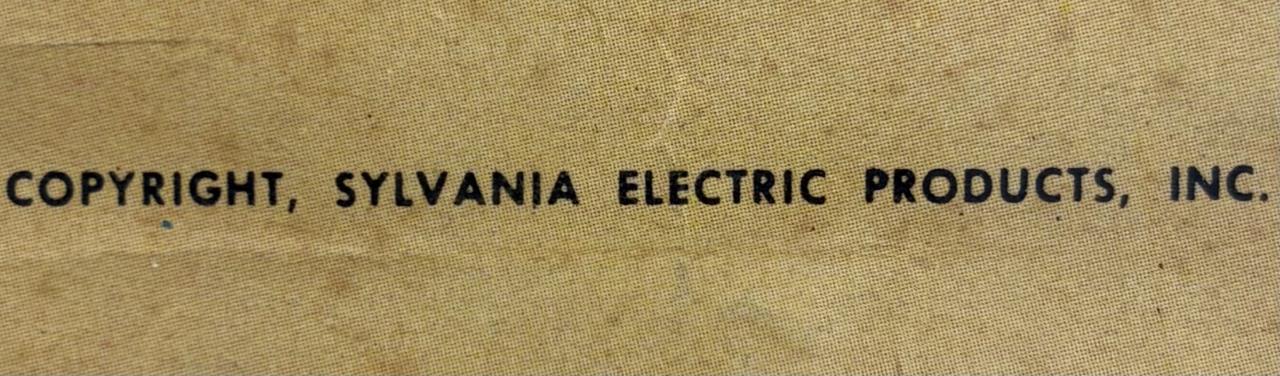 COPYRIGHT, SYLVANIA ELECTRIC PRODUCTS, INC.